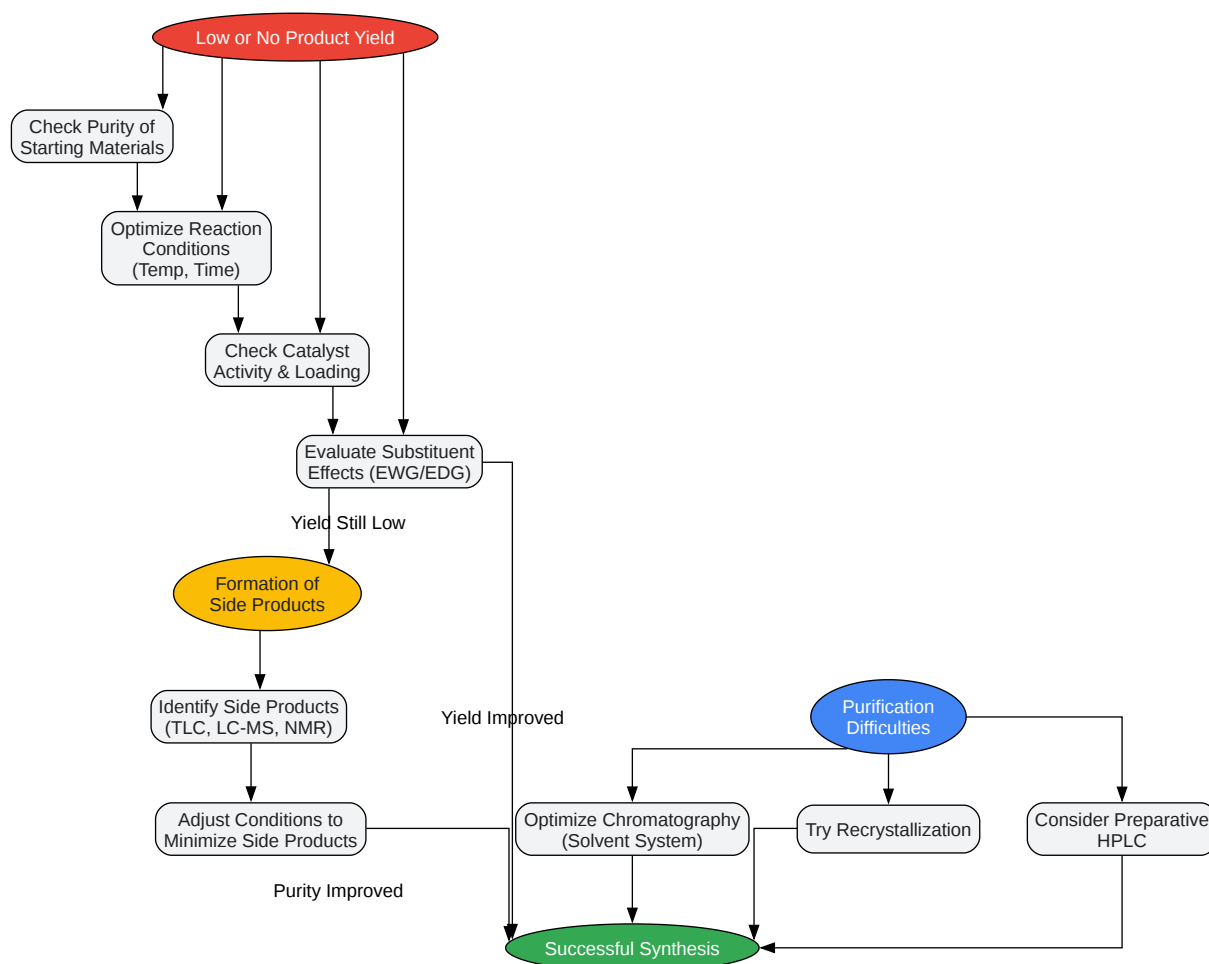 Low or No Product Yield
Check Purity of
Starting Materials
Optimize Reaction
Conditions
(Temp, Time)
Check Catalyst
Activity & Loading
Evaluate Substituent
Effects (EWG/EDG)
Yield Still Low
Formation of
Side Products
Identify Side Products
(TLC, LC-MS, NMR)
Yield Improved
Purification
Difficulties
Adjust Conditions to
Minimize Side Products
Optimize Chromatography
(Solvent System)
Try Recrystallization
Consider Preparative
HPLC
Purity Improved
Successful Synthesis